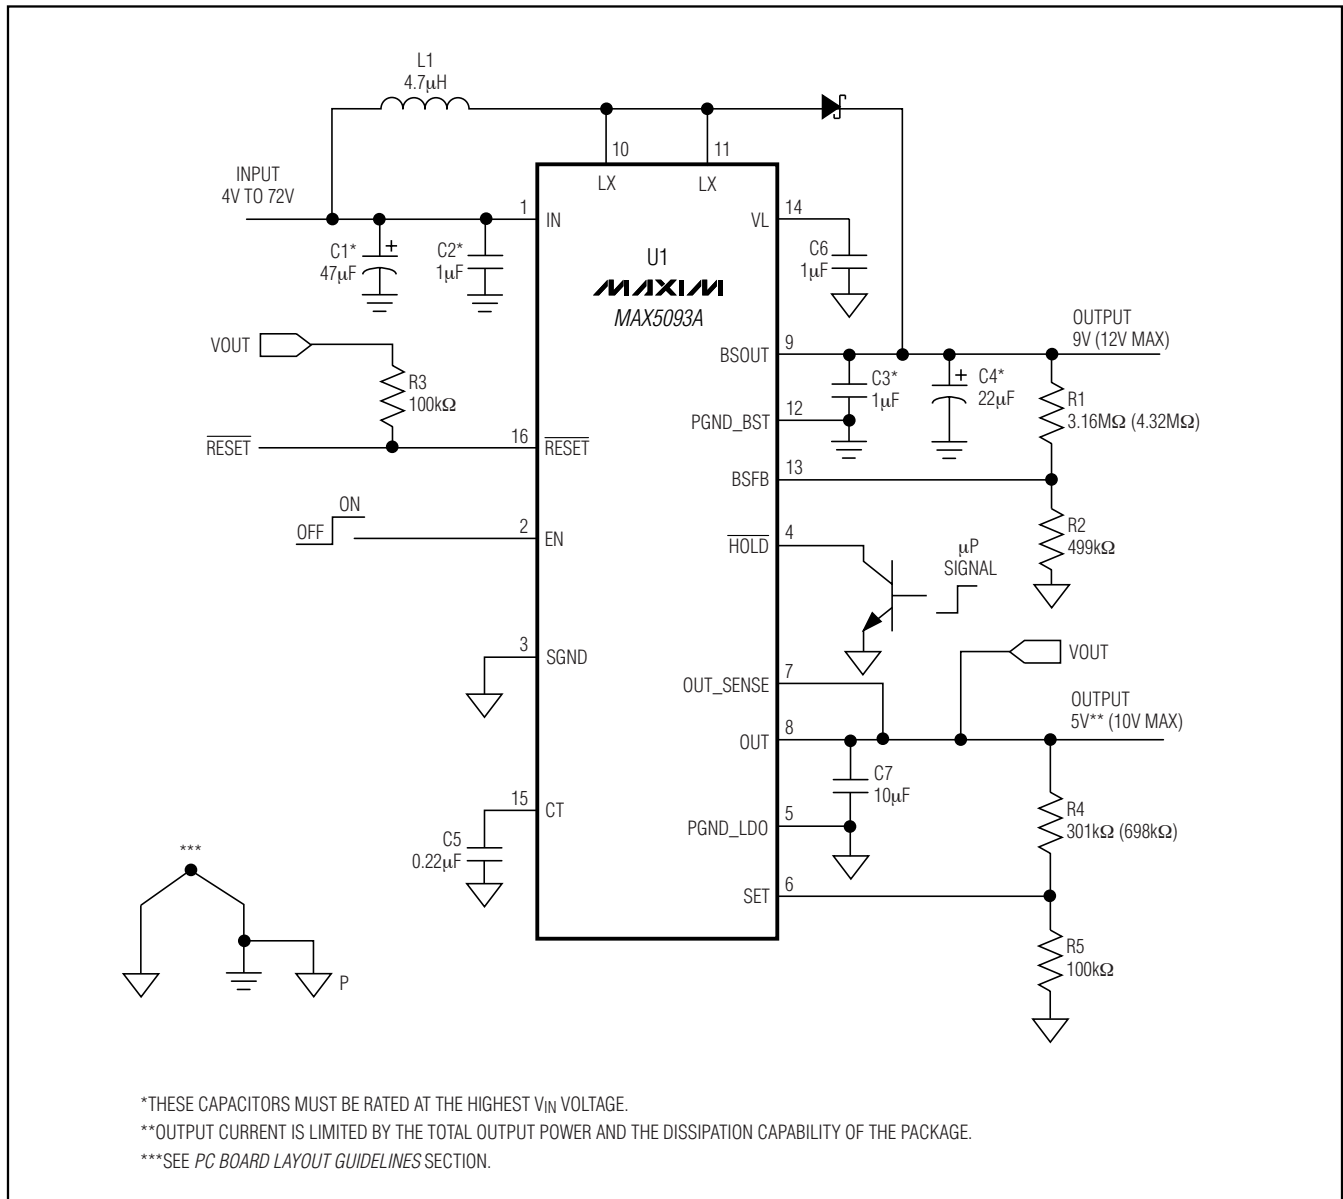 L1
4.7µH
10
11
LX
LX
INPUT
4V TO 72V
1
IN
14
VL
C1*
47µF
+
C2*
1µF
C6
1µF
U1
MAXIM
MAX5093A
VOUT
R3
100kΩ
OUTPUT
9V (12V MAX)
9
BSOUT
C3*
1µF
+
C4*
22µF
R1
3.16MΩ (4.32MΩ)
12
PGND_BST
RESET
16
RESET
13
BSFB
ON
OFF
2
EN
4
HOLD
µP
SIGNAL
R2
499kΩ
3
SGND
VOUT
7
OUT_SENSE
OUTPUT
5V** (10V MAX)
8
OUT
C7
10µF
15
CT
C5
0.22µF
5
PGND_LDO
R4
301kΩ (698kΩ)
***
6
SET
R5
100kΩ
P
*THESE CAPACITORS MUST BE RATED AT THE HIGHEST VIN VOLTAGE.
**OUTPUT CURRENT IS LIMITED BY THE TOTAL OUTPUT POWER AND THE DISSIPATION CAPABILITY OF THE PACKAGE.
***SEE PC BOARD LAYOUT GUIDELINES SECTION.